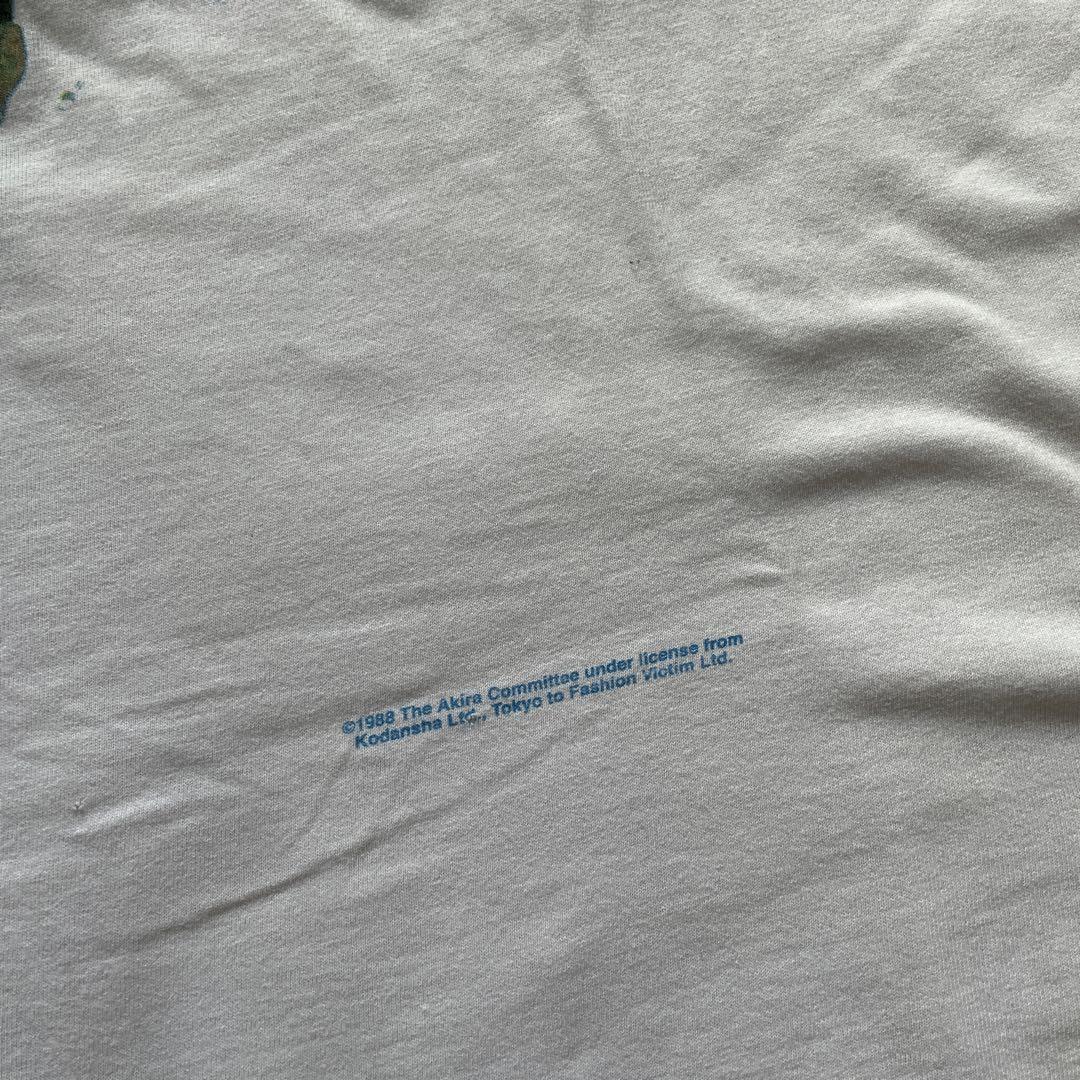 ©1988 The Akira Committee under license from
Kodansha Ltd., Tokyo to Fashion Victim Ltd.